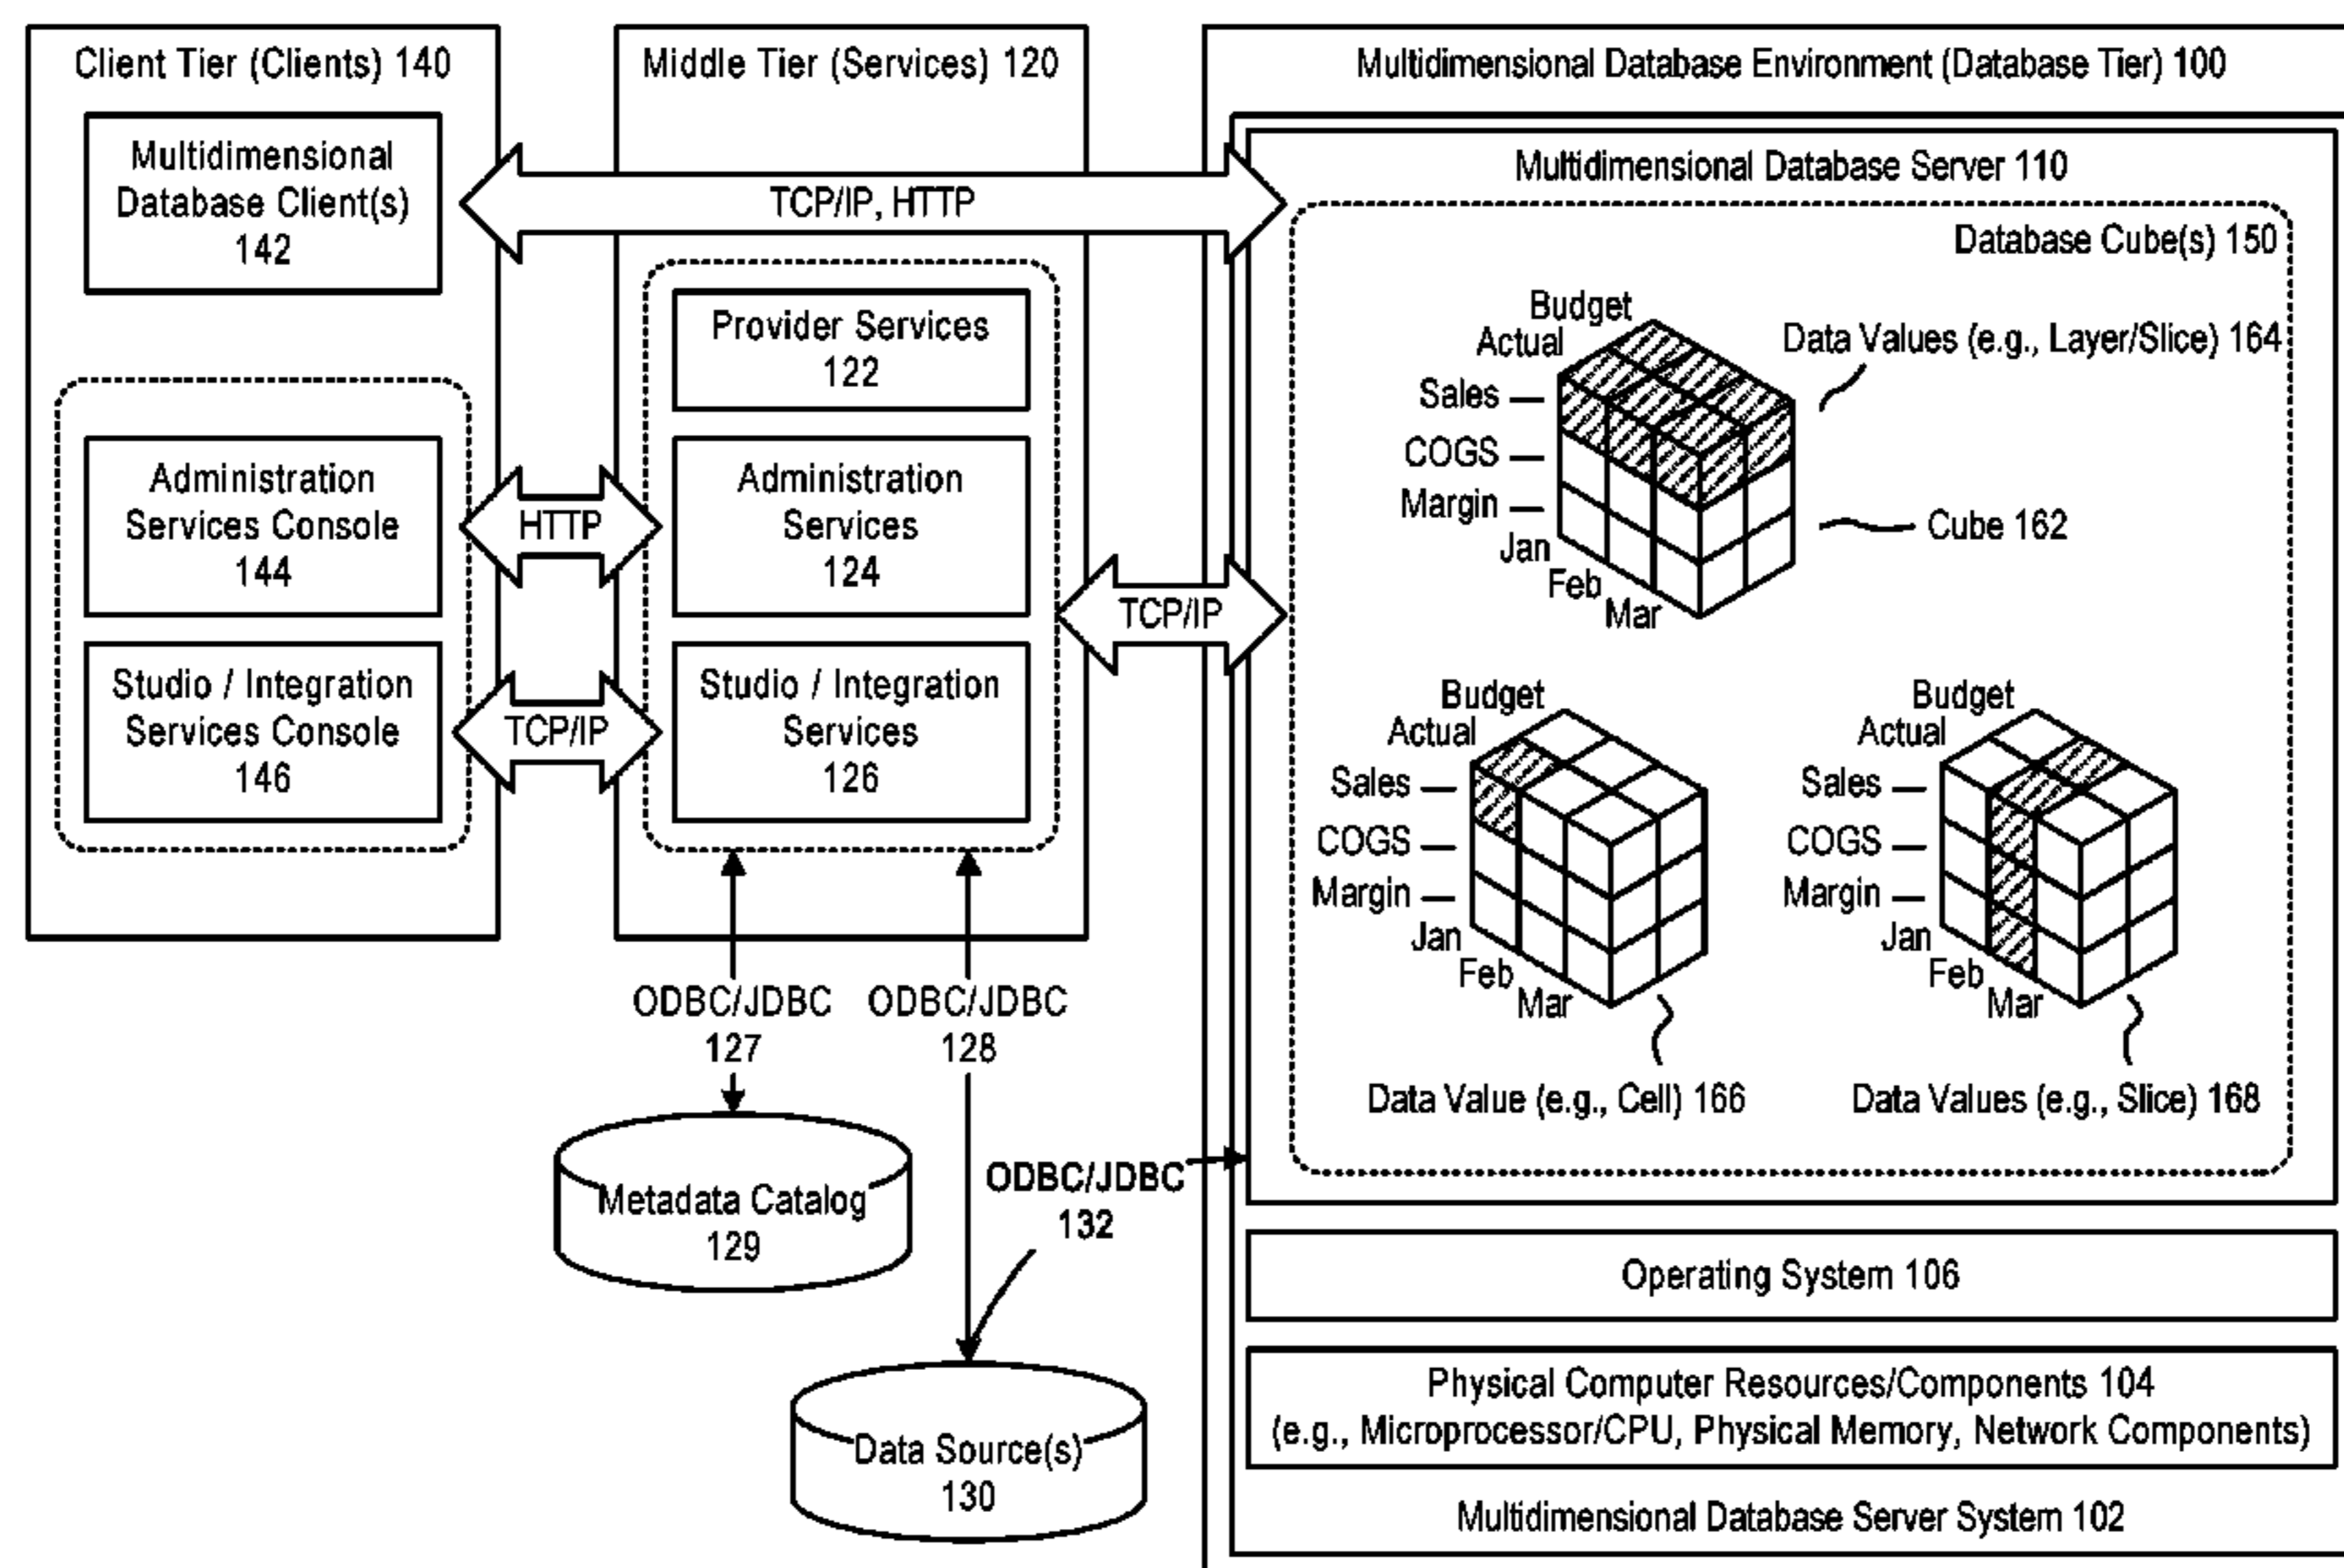 Client Tier (Clients) 140
Multidimensional
Database Client(s)
142
Administration
Services Console
144
Studio / Integration
Services Console
146
Middle Tier (Services) 120
TCP/IP, HTTP
Provider Services
122
HTTP
Administration
Services
124
TCP/IP
Studio / Integration
Services
126
TCP/IP
ODBC/JDBC
127
ODBC/JDBC
128
Metadata Catalog
129
ODBC/JDBC
132
Data Source(s)
130
Multidimensional Database Environment (Database Tier) 100
Multidimensional Database Server 110
Database Cube(s) 150
Budget
Actual
Data Values (e.g., Layer/Slice) 164
Sales
COGS
Margin
Cube 162
Jan
Feb
Mar
Budget
Actual
Sales
COGS
Margin
Jan
Feb
Mar
Data Value (e.g., Cell) 166
Budget
Actual
Sales
COGS
Margin
Jan
Feb
Mar
Data Values (e.g., Slice) 168
Operating System 106
Physical Computer Resources/Components 104
(e.g., Microprocessor/CPU, Physical Memory, Network Components)
Multidimensional Database Server System 102